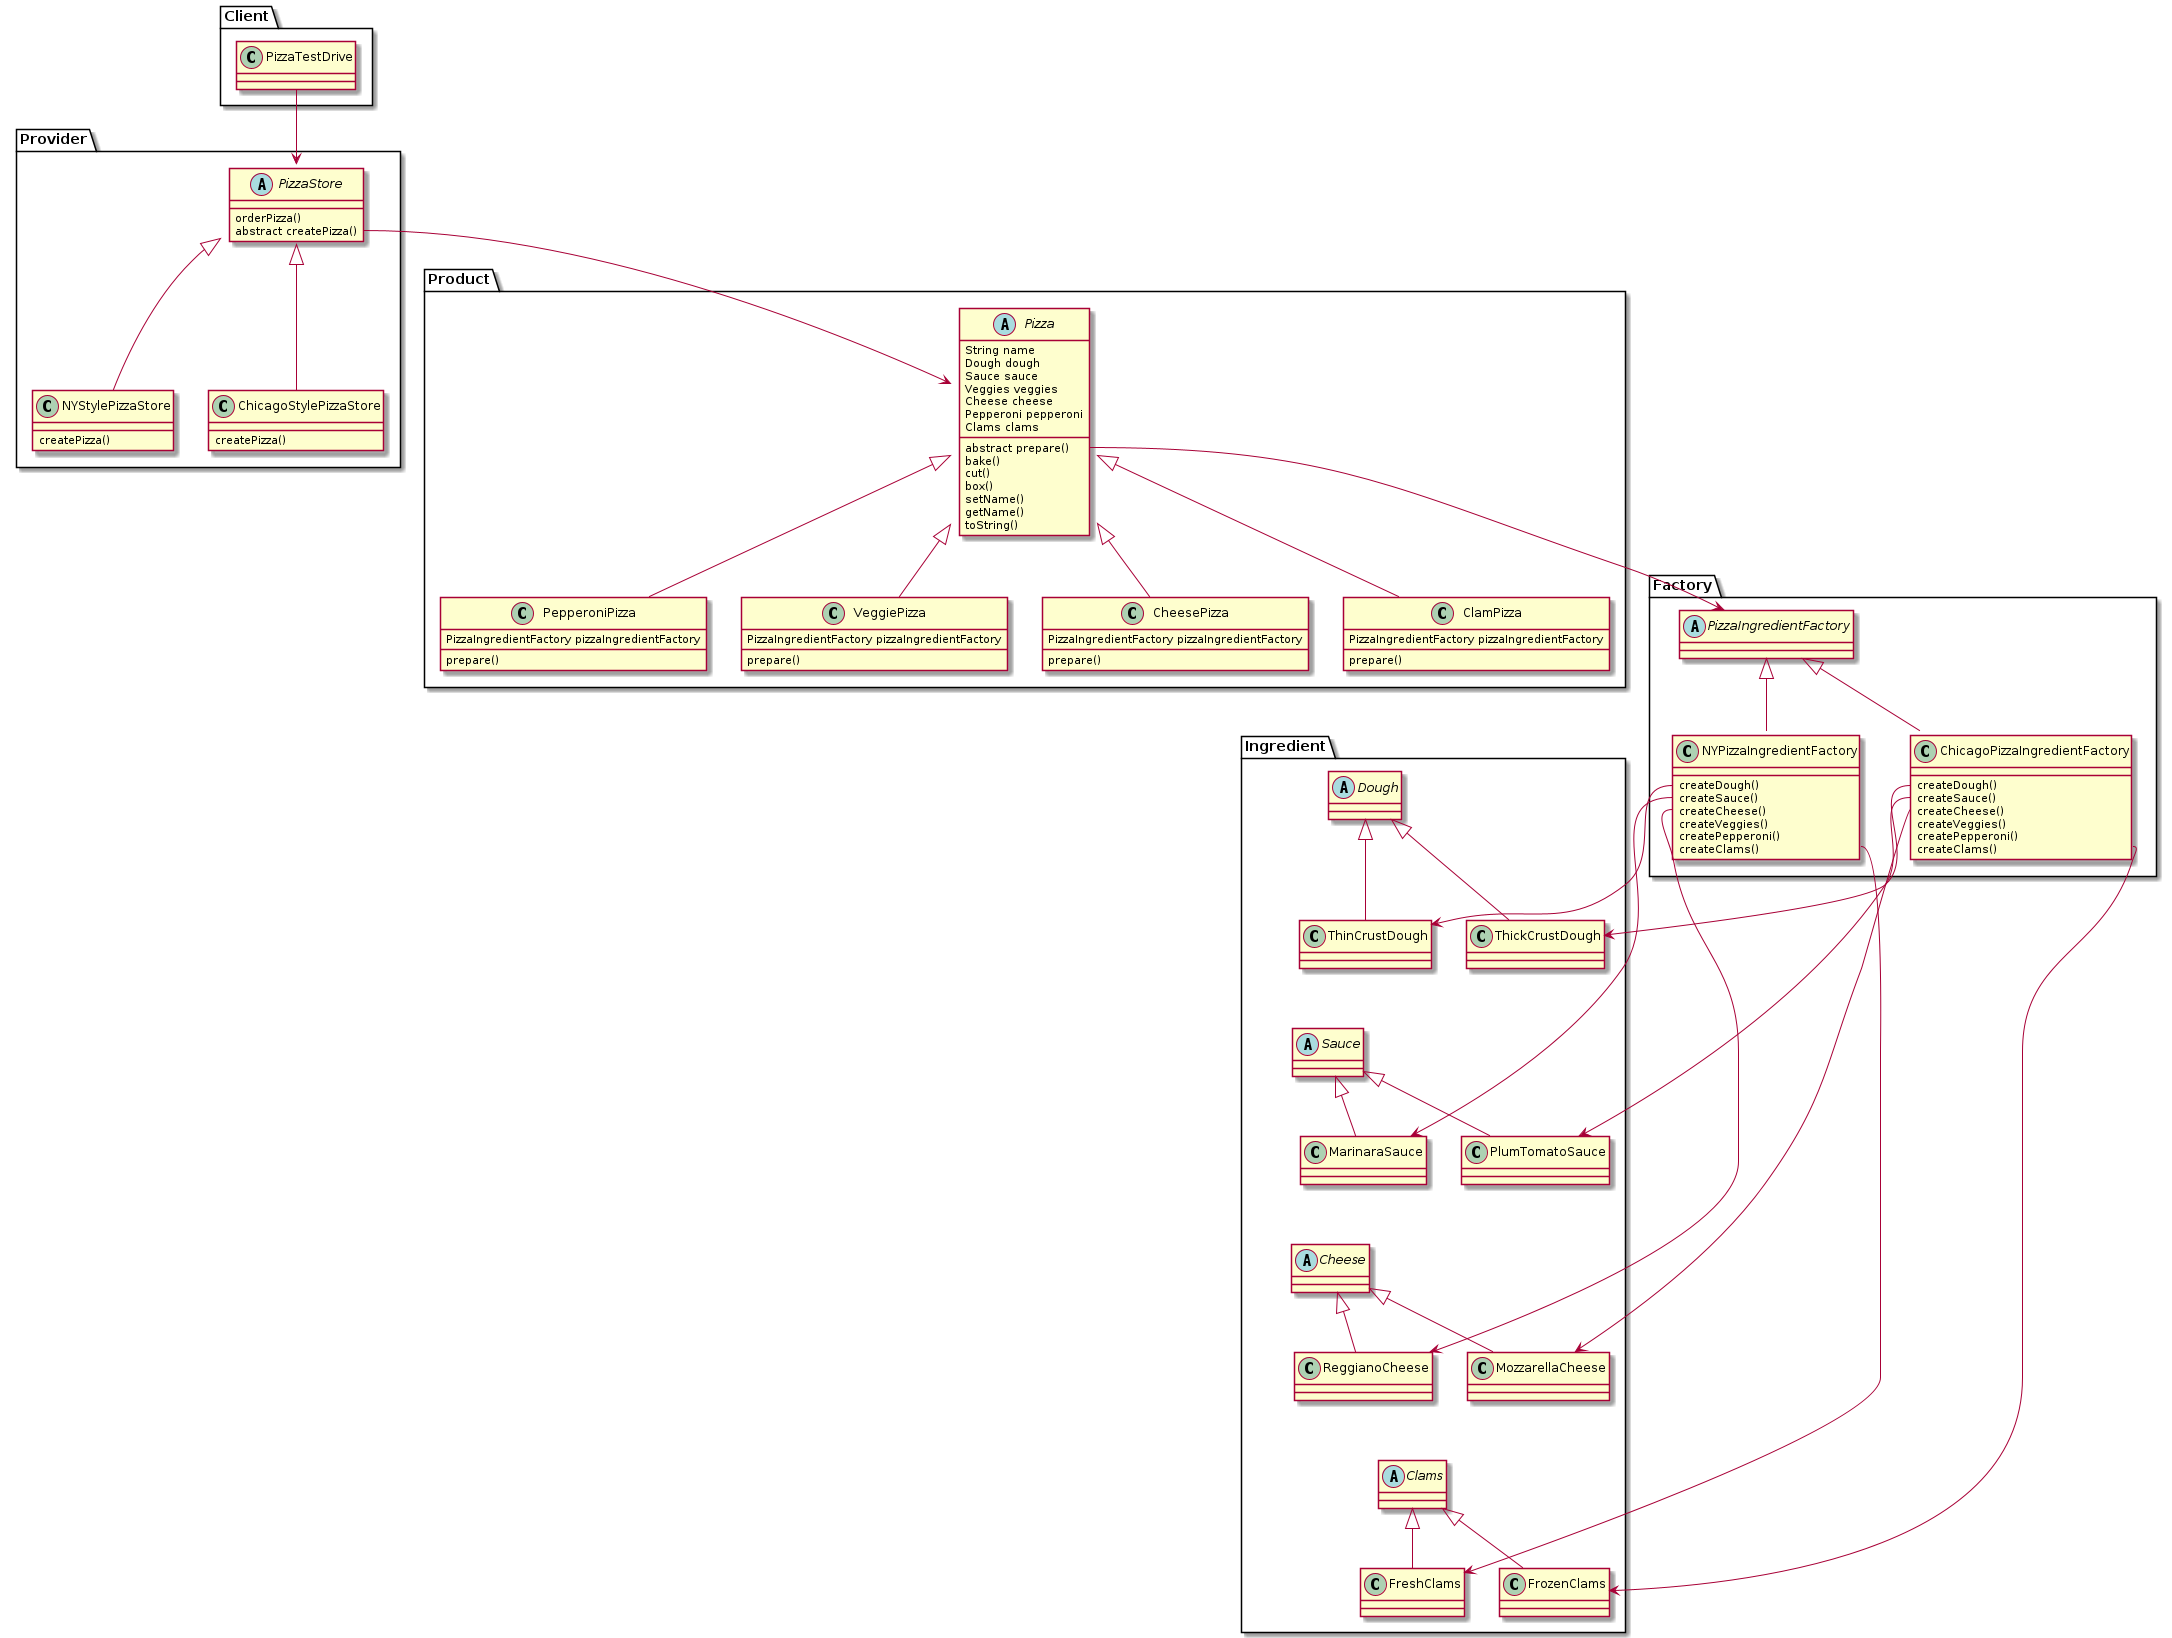 Client
C PizzaTestDrive
Provider
A PizzaStore
orderPizza()
abstract createPizza()
C NYStylePizzaStore
createPizza()
C ChicagoStylePizzaStore
createPizza()
Product
A Pizza
String name
Dough dough
Sauce sauce
Veggies veggies
Cheese cheese
Pepperoni pepperoni
Clams clams
abstract prepare()
bake()
cut()
box()
setName()
getName()
toString()
C PepperoniPizza
PizzaIngredientFactory pizzaIngredientFactory
prepare()
C VeggiePizza
PizzaIngredientFactory pizzaIngredientFactory
prepare()
C CheesePizza
PizzaIngredientFactory pizzaIngredientFactory
prepare()
C ClamPizza
PizzaIngredientFactory pizzaIngredientFactory
prepare()
Factory
A PizzaIngredientFactory
C NYPizzaIngredientFactory
createDough()
createSauce()
createCheese()
createVeggies()
createPepperoni()
createClams()
C ChicagoPizzaIngredientFactory
createDough()
createSauce()
createCheese()
createVeggies()
createPepperoni()
createClams()
Ingredient
A Dough
C ThinCrustDough
C ThickCrustDough
A Sauce
C MarinaraSauce
C PlumTomatoSauce
A Cheese
C ReggianoCheese
C MozzarellaCheese
A Clams
C FreshClams
C FrozenClams